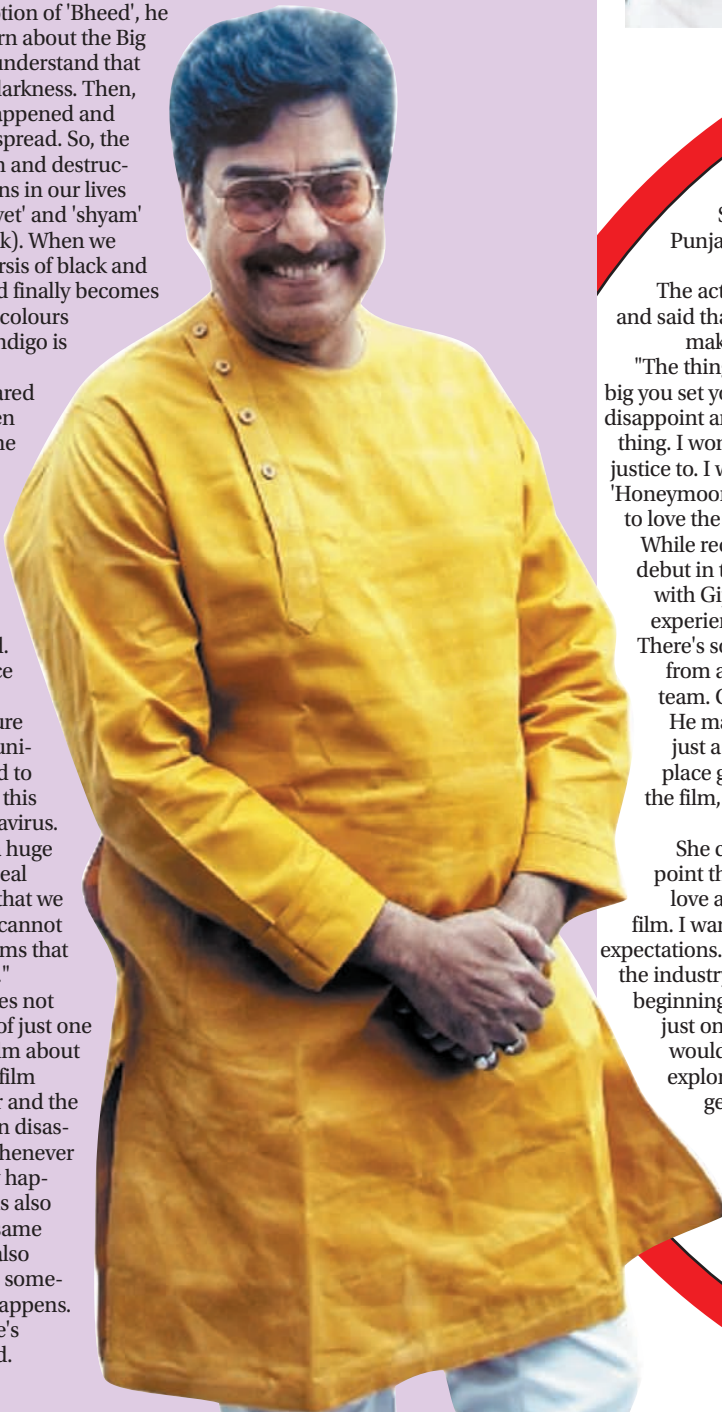 tion of 'Bheed', he
rn about the Big
understand that
darkness. Then,
appened and
spread. So, the
n and destruc-
ns in our lives
vet' and 'shyam'
k). When we
rsis of black and
d finally becomes
colours
ndigo is
ared
en
ne
l.
ce
ure
uni-
d to
this
avirus.
huge
eal
that we
cannot
ms that
."
es not
of just one
lm about
film
r and the
n disas-
henever
hap-
s also
same
also
some-
appens.
e's
d.
S
Punja
The act
and said tha
mak
"The thing
big you set yo
disappoint an
thing. I won
justice to. I w
'Honeymoon
to love the
While rec
debut in t
with Gi
experien
There's so
from a
team. C
He ma
just a
place g
the film,
She c
point th
love a
film. I wan
expectations.
the industry
beginning
just on
would
explor
ge